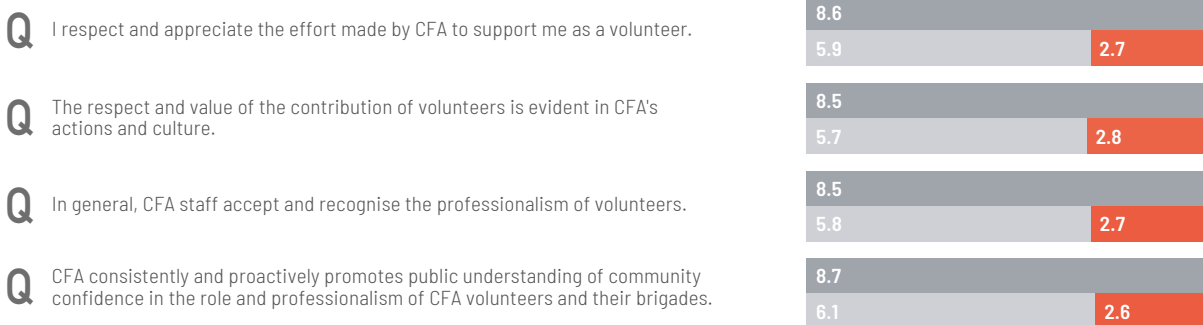 8.6
Q I respect and appreciate the effort made by CFA to support me as a volunteer.
5.9 2.7
8.5
Q The respect and value of the contribution of volunteers is evident in CFA's
actions and culture.
5.7 2.8
8.5
Q In general, CFA staff accept and recognise the professionalism of volunteers.
5.8 2.7
8.7
Q CFA consistently and proactively promotes public understanding of community
confidence in the role and professionalism of CFA volunteers and their brigades.
6.1 2.6